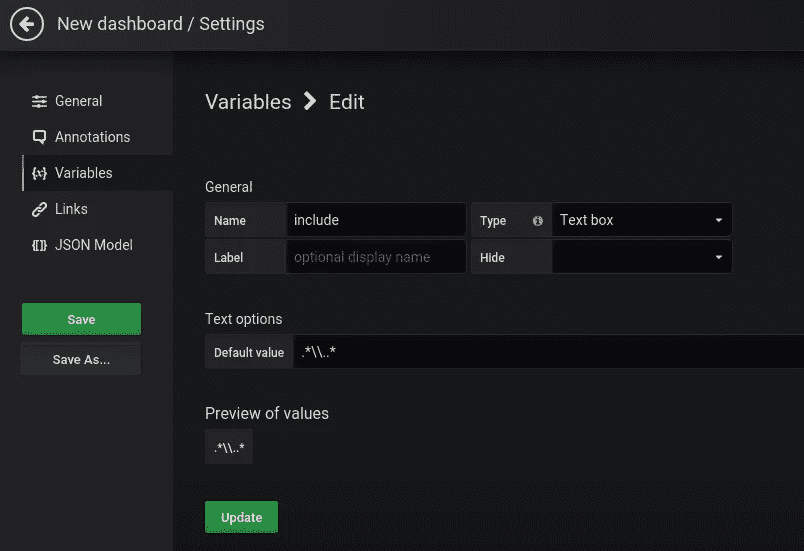 New dashboard / Settings
General
Annotations
Variables
Links
JSON Model
Save
Save As...
Variables > Edit
General
Name include Type Text box
Label optional display name Hide
Text options
Default value .*\\..*
Preview of values
.*\\..*
Update